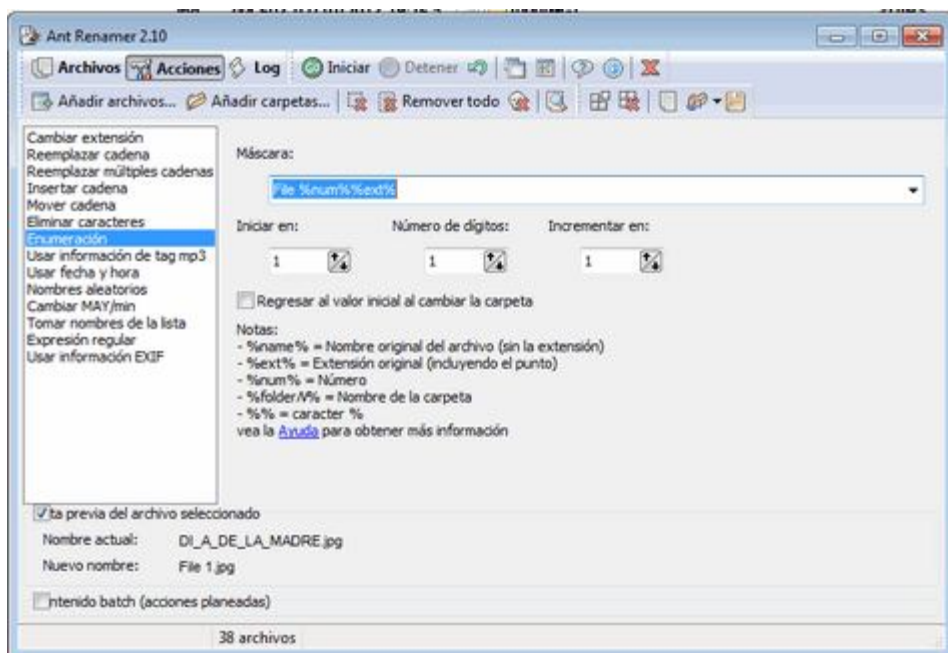 Ant Renamer 2.10
Archivos Acciones Log Iniciar Detener
Añadir archivos... Añadir carpetas... Remover todo
Cambiar extensión
Reemplazar cadena
Reemplazar múltiples cadenas
Insertar cadena
Mover cadena
Eliminar caracteres
Enumeración
Usar información de tag mp3
Usar fecha y hora
Nombres aleatorios
Cambiar MAY/min
Tomar nombres de la lista
Expresión regular
Usar información EXIF
Máscara:
File %num%%ext%
Iniciar en: Número de dígitos: Incrementar en:
1 1 1
Regresar al valor inicial al cambiar la carpeta
Notas:
- %name% = Nombre original del archivo (sin la extensión)
- %ext% = Extensión original (incluyendo el punto)
- %num% = Número
- %folderN% = Nombre de la carpeta
- %% = caracter %
vea la Ayuda para obtener más información
ta previa del archivo seleccionado
Nombre actual: DI_A_DE_LA_MADRE.jpg
Nuevo nombre: File 1.jpg
ntenido batch (acciones planeadas)
38 archivos